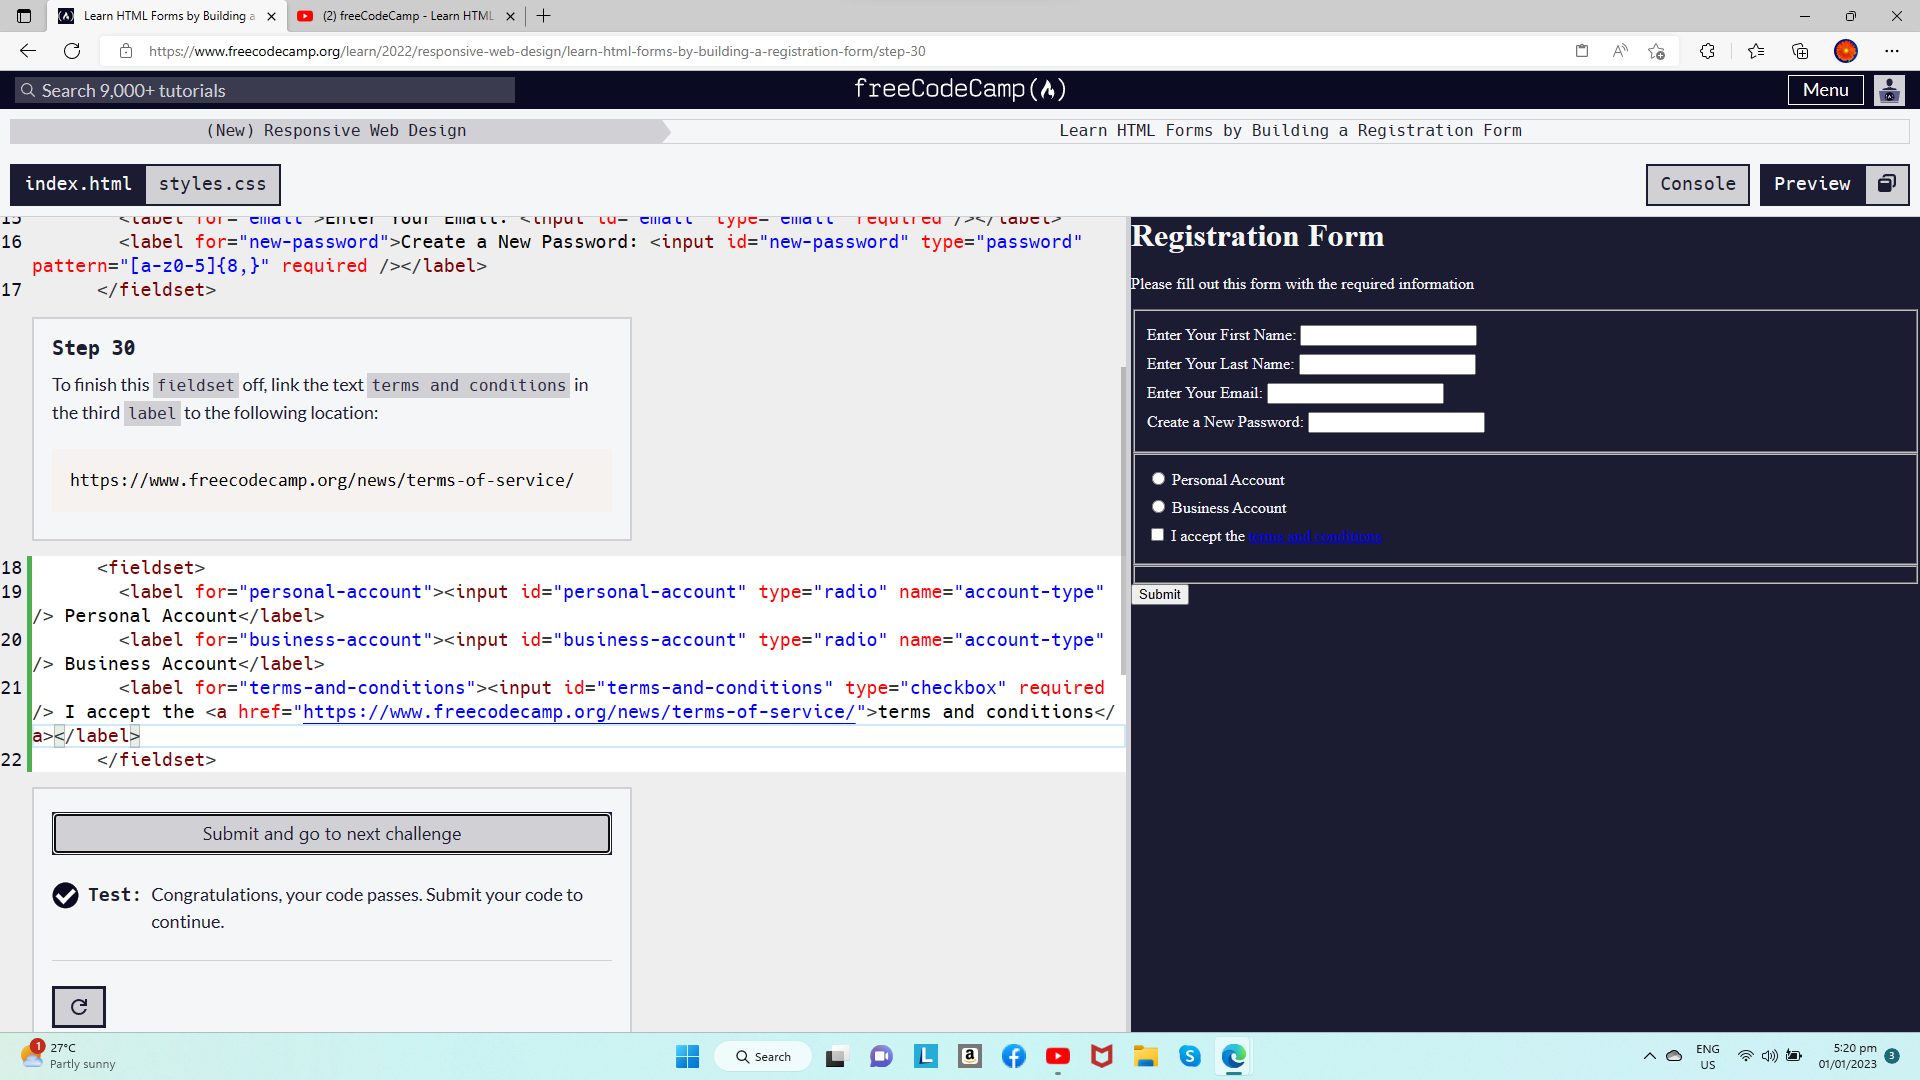 Learn HTML Forms by Building a
(2) freeCodeCamp - Learn HTML
https://www.freecodecamp.org/learn/2022/responsive-web-design/learn-html-forms-by-building-a-registration-form/step-30
Search 9,000+ tutorials
freeCodeCamp
Menu
(New) Responsive Web Design
Learn HTML Forms by Building a Registration Form
index.html
styles.css
Console
Preview
15 <label for="email">Enter Your Email: <input id="email" type="email" required /></label>
16 <label for="new-password">Create a New Password: <input id="new-password" type="password"
pattern="[a-z0-5]{8,}" required /></label>
17 </fieldset>
Step 30
To finish this fieldset off, link the text terms and conditions in
the third label to the following location:
https://www.freecodecamp.org/news/terms-of-service/
18 <fieldset>
19 <label for="personal-account"><input id="personal-account" type="radio" name="account-type"
/> Personal Account</label>
20 <label for="business-account"><input id="business-account" type="radio" name="account-type"
/> Business Account</label>
21 <label for="terms-and-conditions"><input id="terms-and-conditions" type="checkbox" required
/> I accept the <a href="https://www.freecodecamp.org/news/terms-of-service/">terms and conditions</
a></label>
22 </fieldset>
Submit and go to next challenge
Test: Congratulations, your code passes. Submit your code to
continue.
Registration Form
Please fill out this form with the required information
Enter Your First Name:
Enter Your Last Name:
Enter Your Email:
Create a New Password:
Personal Account
Business Account
I accept the terms and conditions
Submit
1
27°C
Partly sunny
Search
L
a
S
ENG
US
5:20 pm
01/01/2023
3